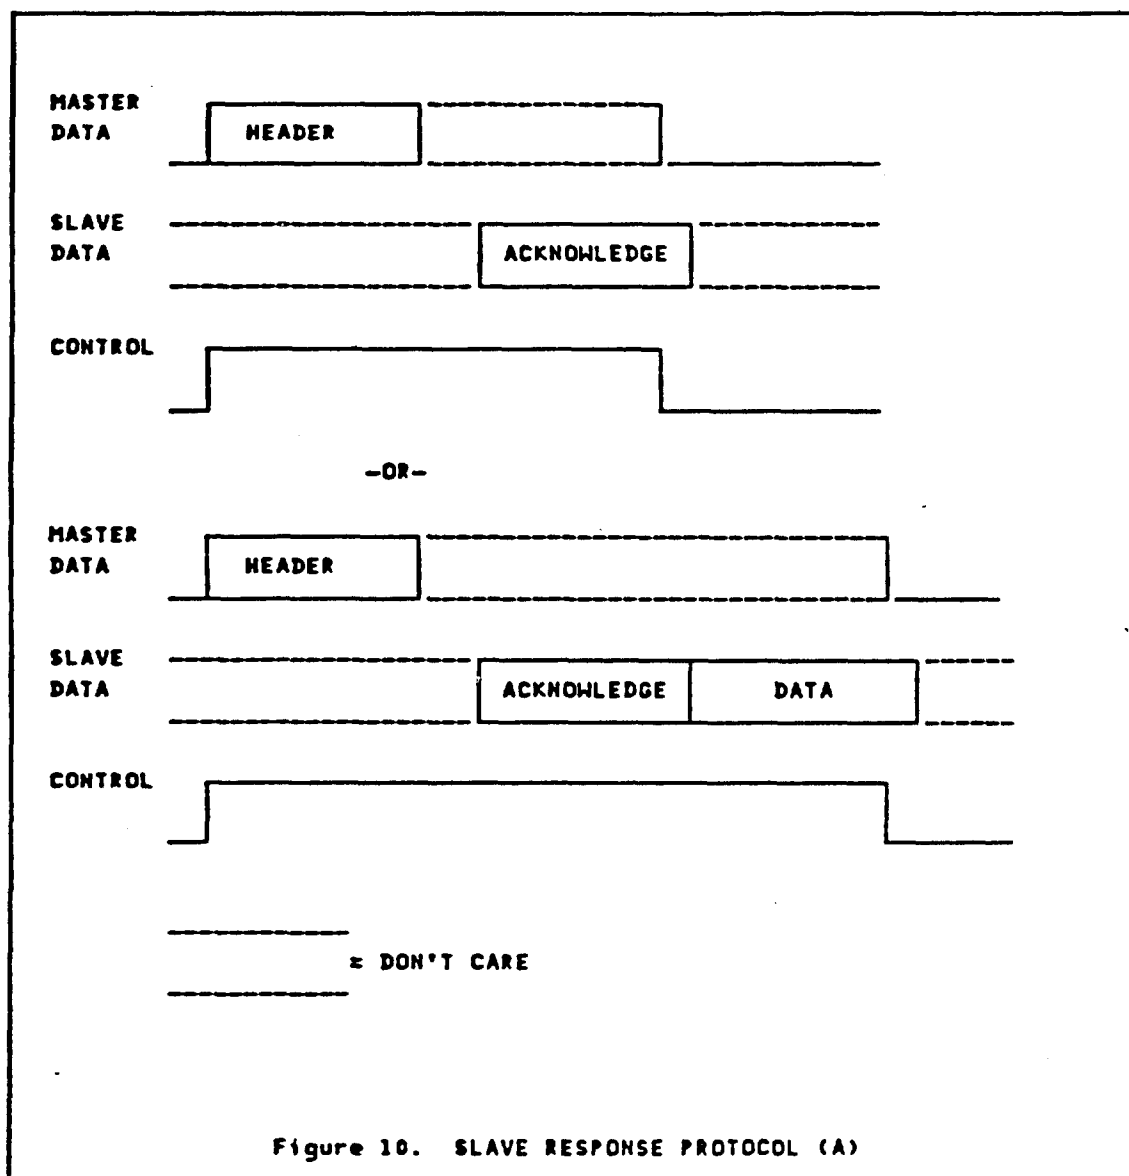 MASTER
DATA
HEADER
SLAVE
DATA
ACKNOWLEDGE
CONTROL
-OR-
MASTER
DATA
HEADER
SLAVE
DATA
ACKNOWLEDGE
DATA
CONTROL
= DON'T CARE
Figure 10. SLAVE RESPONSE PROTOCOL (A)